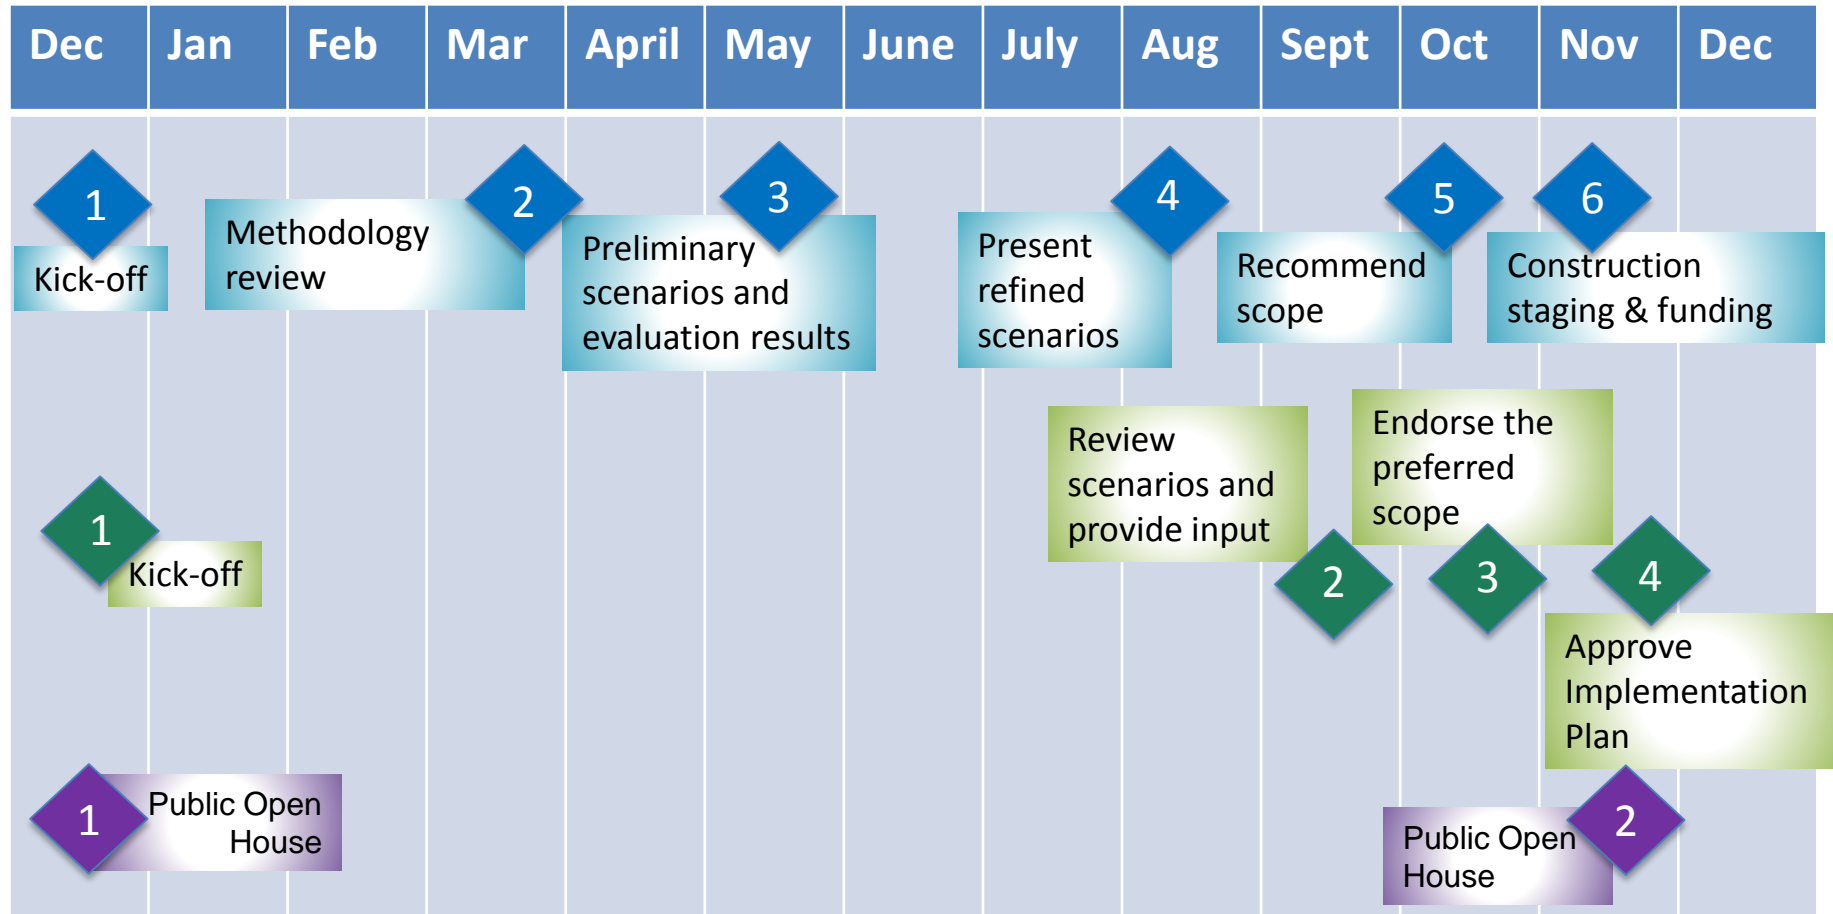 Dec Jan Feb Mar April May June July Aug Sept Oct Nov Dec
1
Kick-off
Methodology
review
2
3
Preliminary
scenarios and
evaluation results
4
Present
refined
scenarios
5
Recommend
scope
6
Construction
staging & funding
1
Kick-off
Review
scenarios and
provide input
2
Endorse the
preferred
scope
3
4
Approve
Implementation
Plan
1
Public Open
House
Public Open
House
2